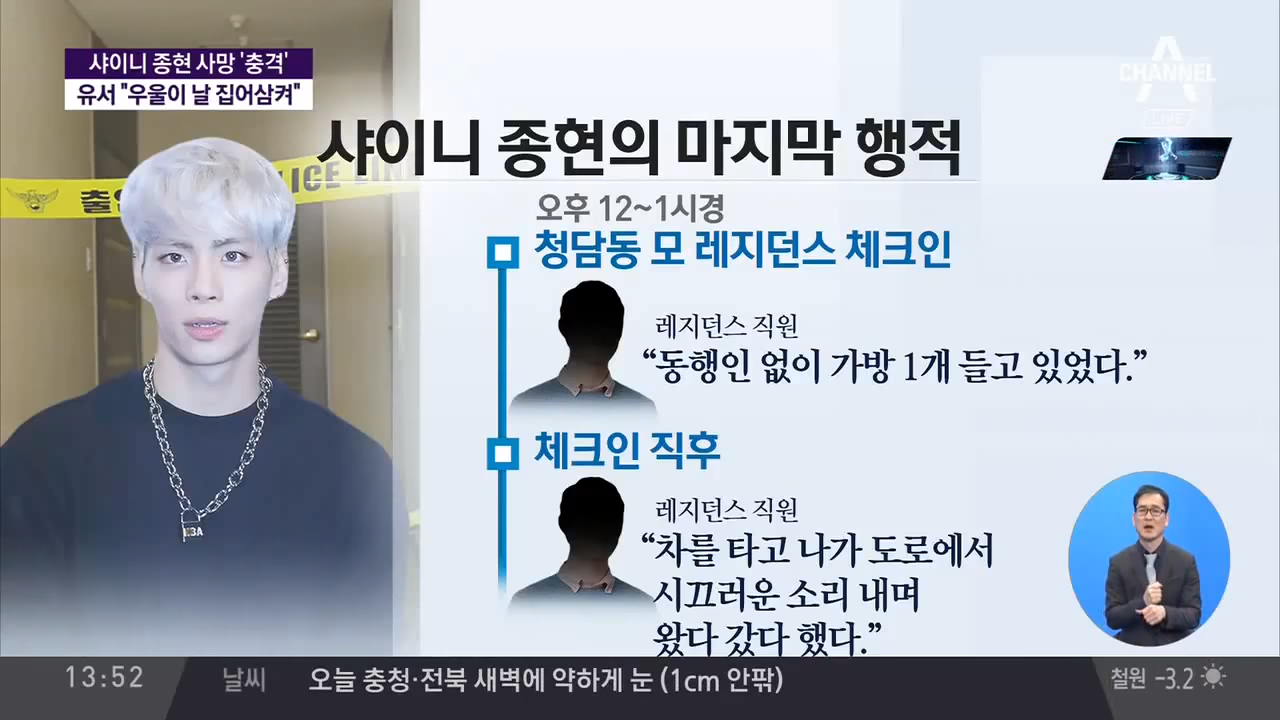 샤이니 종현 사망 '충격'
유서 "우울이 날 집어삼켜"
CHANNEL A
LIVE
샤이니 종현의 마지막 행적
ICE LINE
출입
오후 12~1시경
청담동 모 레지던스 체크인
레지던스 직원
“동행인 없이 가방 1개 들고 있었다.”
체크인 직후
레지던스 직원
“차를 타고 나가 도로에서
시끄러운 소리 내며
왔다 갔다 했다.”
13:52 날씨 오늘 충청·전북 새벽에 약하게 눈 (1cm 안팎) 철원 -3.2